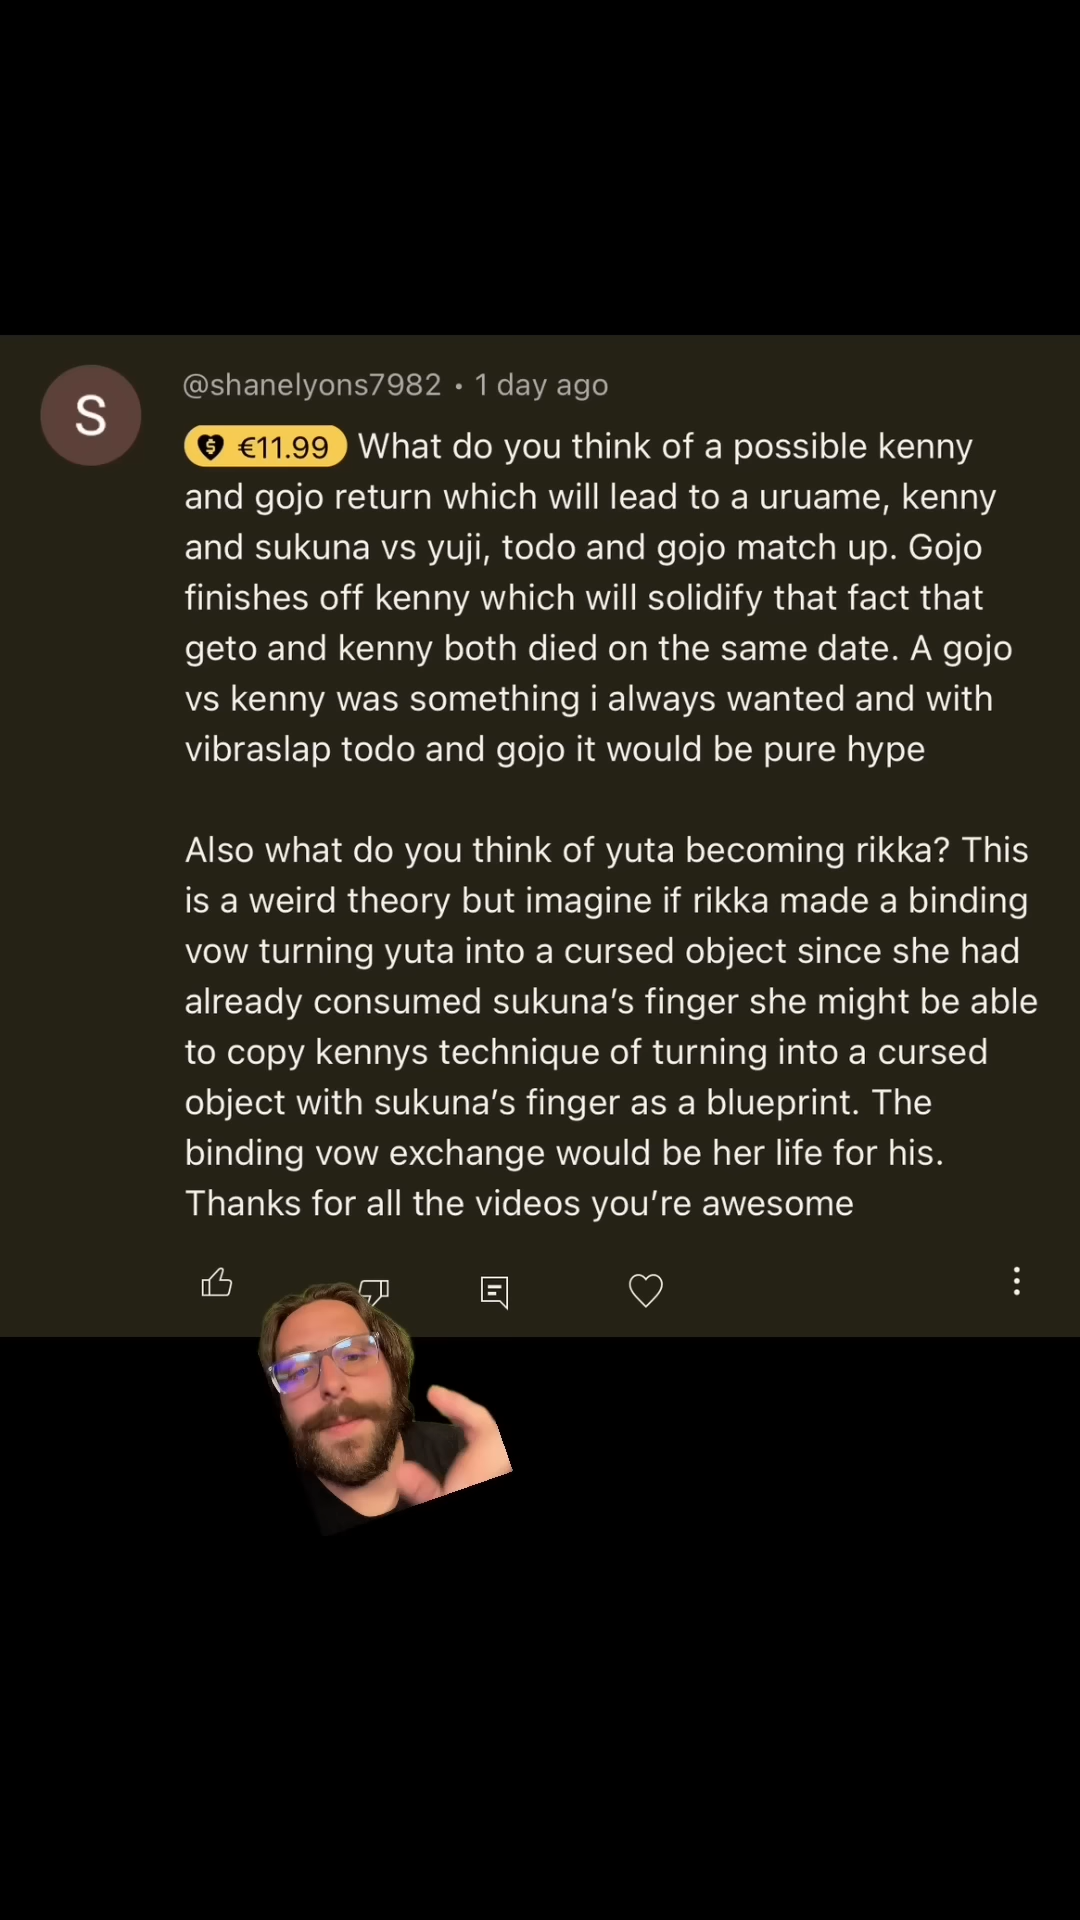 S
@shanelyons7982 • 1 day ago
€11.99 What do you think of a possible kenny
and gojo return which will lead to a uruame, kenny
and sukuna vs yuji, todo and gojo match up. Gojo
finishes off kenny which will solidify that fact that
geto and kenny both died on the same date. A gojo
vs kenny was something i always wanted and with
vibraslap todo and gojo it would be pure hype
Also what do you think of yuta becoming rikka? This
is a weird theory but imagine if rikka made a binding
vow turning yuta into a cursed object since she had
already consumed sukuna’s finger she might be able
to copy kennys technique of turning into a cursed
object with sukuna’s finger as a blueprint. The
binding vow exchange would be her life for his.
Thanks for all the videos you’re awesome